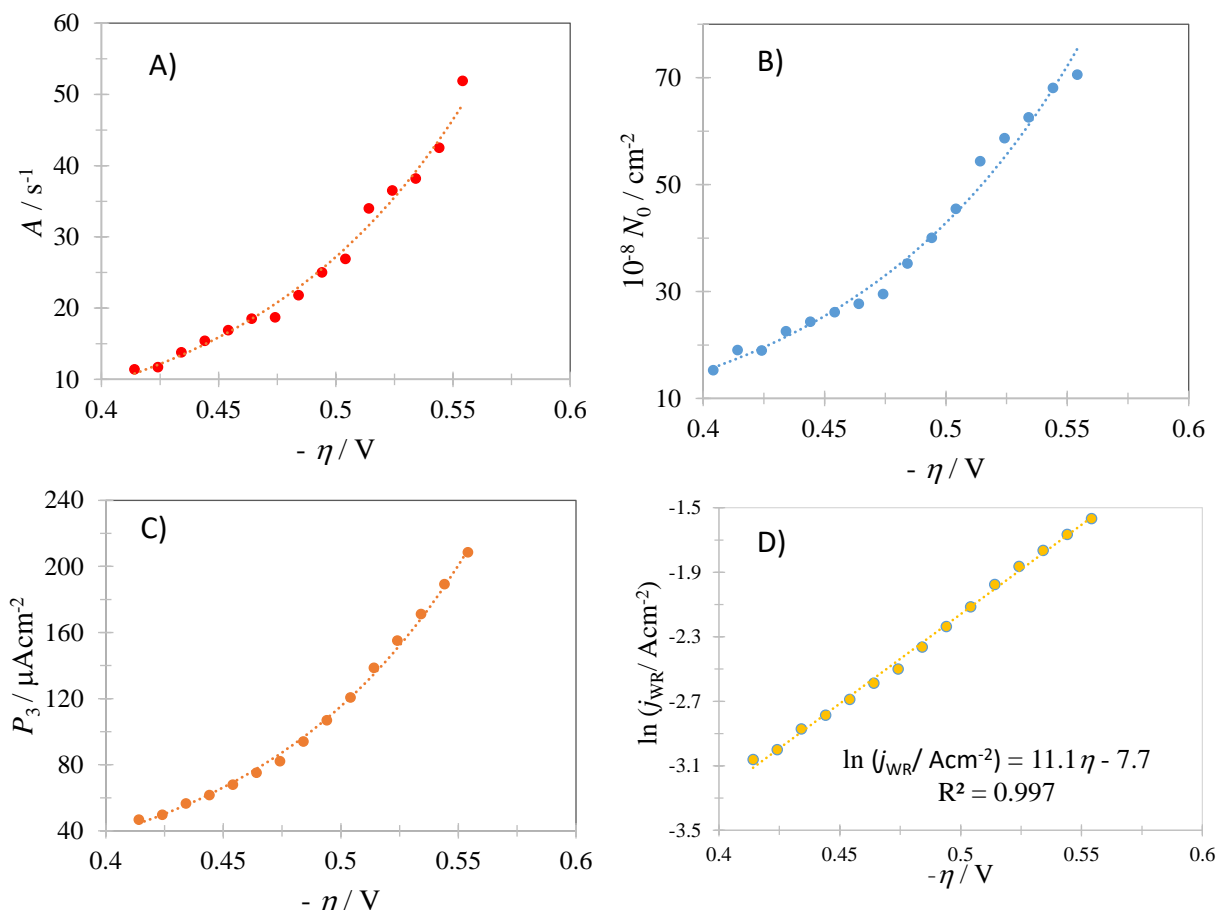 A)
60
50
40
30
20
10
A / s⁻¹
0.4 0.45 0.5 0.55 0.6
- η / V
B)
70
50
30
10
10⁻⁸ N₀ / cm⁻²
0.4 0.45 0.5 0.55 0.6
- η / V
C)
240
200
160
120
80
40
P₃ / µAcm⁻²
0.4 0.45 0.5 0.55 0.6
- η / V
D)
-1.5
-1.9
-2.3
-2.7
-3.1
-3.5
ln (j_WR/ Acm⁻²)
ln (j_WR/ Acm⁻²) = 11.1η - 7.7
R² = 0.997
0.4 0.45 0.5 0.55 0.6
-η / V